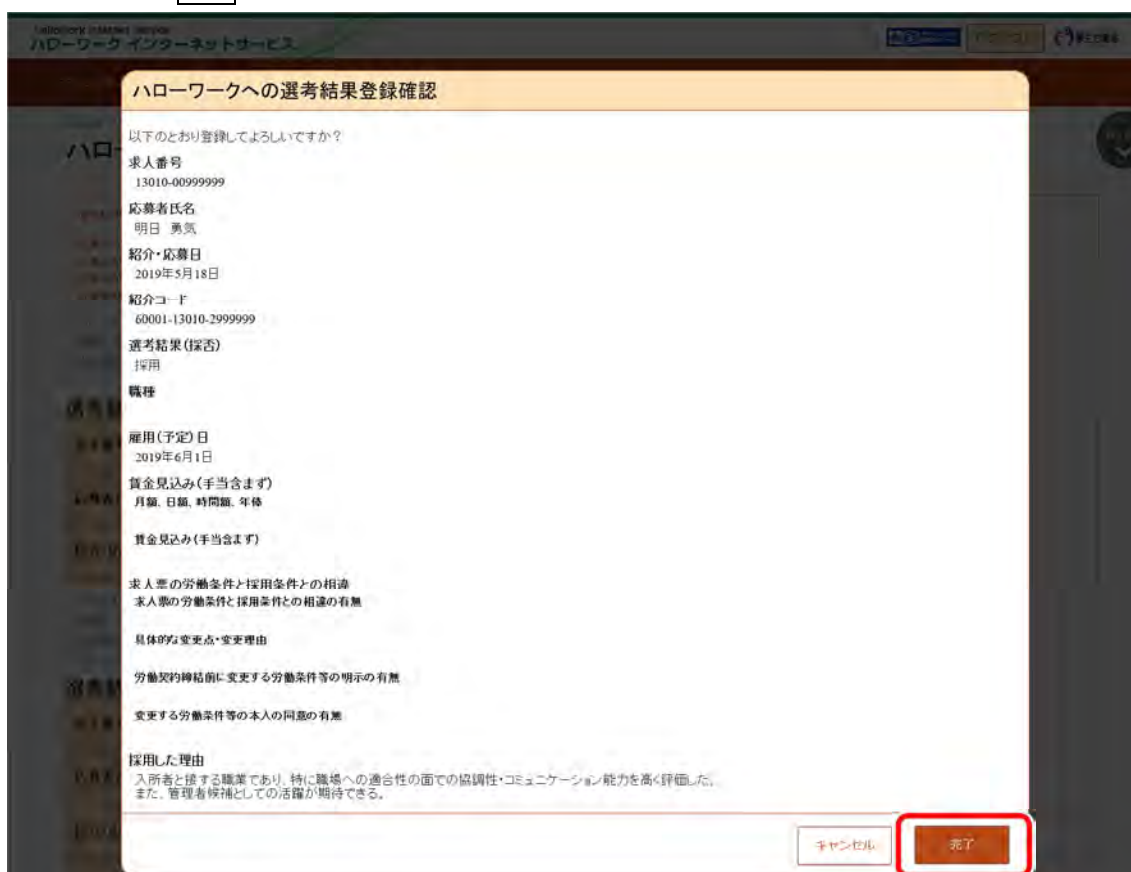 ハローワーク インターネットサービス
ハローワークへの選考結果登録確認
以下のとおり登録してよろしいですか？
求人番号
13010-00999999
応募者氏名
明日 勇気
紹介・応募日
2019年5月18日
紹介コード
60001-13010-2999999
選考結果(採否)
採用
職種
雇用(予定)日
2019年6月1日
賃金見込み(手当含まず)
月額、日額、時間額、年俸
賃金見込み(手当含まず)
求人票の労働条件と採用条件との相違
求人票の労働条件と採用条件との相違の有無
具体的な変更点・変更理由
労働契約締結前に変更する労働条件等の明示の有無
変更する労働条件等の本人の同意の有無
採用した理由
入所者と接する職業であり、特に職場への適合性の面での協調性・コミュニケーション能力を高く評価した。
また、管理者候補としての活躍が期待できる。
キャンセル
完了